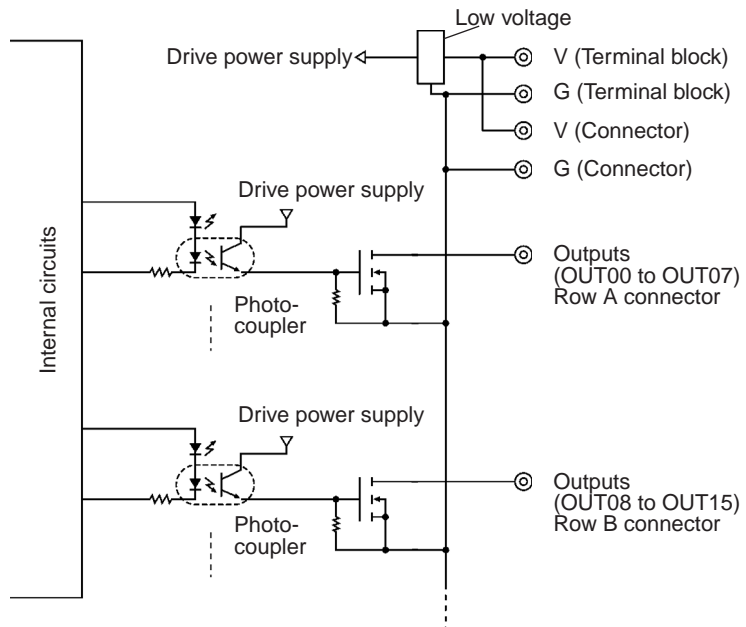 Low voltage
Drive power supply
V (Terminal block)
G (Terminal block)
V (Connector)
G (Connector)
Internal circuits
Drive power supply
Photo-
coupler
Outputs
(OUT00 to OUT07)
Row A connector
Drive power supply
Photo-
coupler
Outputs
(OUT08 to OUT15)
Row B connector